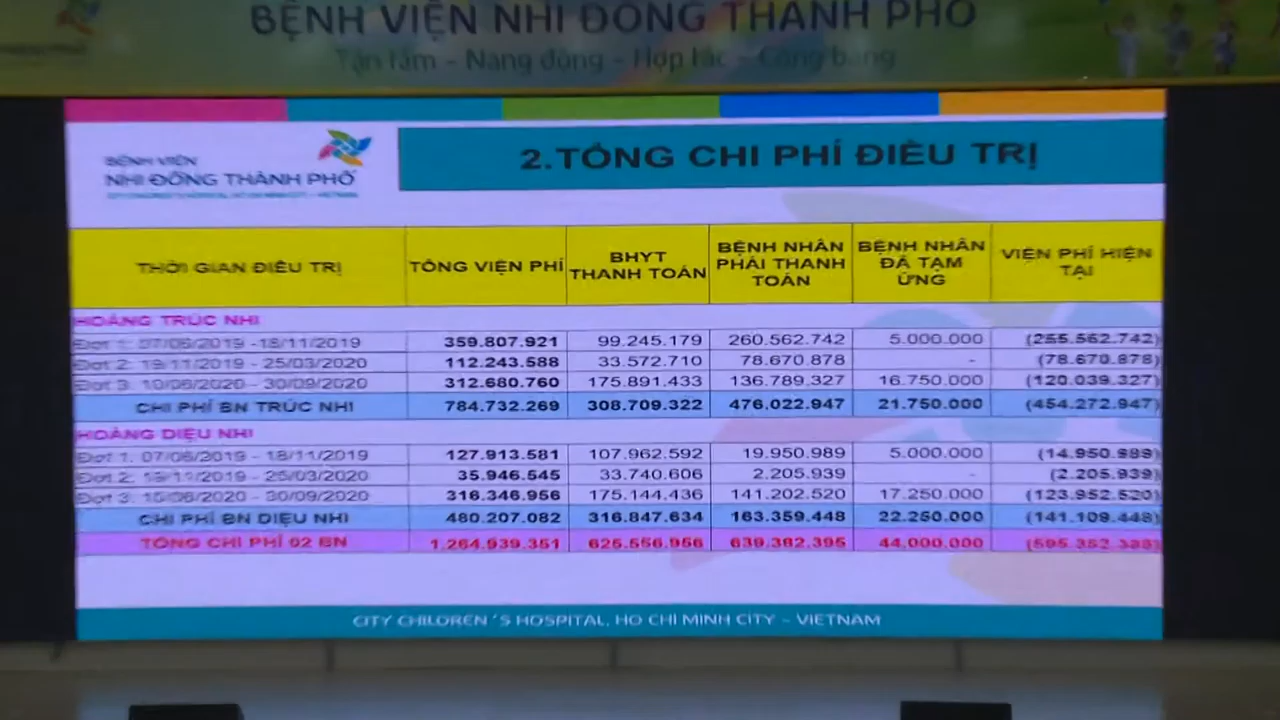 BỆNH VIỆN NHI ĐỒNG THÀNH PHỐ
Tận tâm – Năng động – Hợp tác – Công bằng
BỆNH VIỆN
NHI ĐỒNG THÀNH PHỐ
2.TỔNG CHI PHÍ ĐIỀU TRỊ
THỜI GIAN ĐIỀU TRỊ TỔNG VIỆN PHÍ BHYT THANH TOÁN BỆNH NHÂN PHẢI THANH TOÁN BỆNH NHÂN ĐÃ TẠM ỨNG VIỆN PHÍ HIỆN TẠI
HOÀNG TRÚC NHI
Đợt 1: 07/06/2019 -18/11/2019 359.807.921 99.245.179 260.562.742 5.000.000 (255.562.742)
Đợt 2: 19/11/2019 - 25/03/2020 112.243.588 33.572.710 78.670.878 - (78.670.878)
Đợt 3: 10/06/2020 - 30/09/2020 312.680.760 175.891.433 136.789.327 16.750.000 (120.039.327)
CHI PHÍ BN TRÚC NHI 784.732.269 308.709.322 476.022.947 21.750.000 (454.272.947)
HOÀNG DIỆU NHI
Đợt 1: 07/06/2019 - 18/11/2019 127.913.581 107.962.592 19.950.989 5.000.000 (14.950.989)
Đợt 2: 25/03/2020 35.946.545 33.740.606 2.205.939 - (2.205.939)
Đợt 3: 15/06/2020 - 30/09/2020 316.346.956 175.144.436 141.202.520 17.250.000 (123.952.520)
CHI PHÍ BN DIỆU NHI 480.207.082 316.847.634 163.359.448 22.250.000 (141.109.448)
TỔNG CHI PHÍ 02 BN 1.264.939.351 625.556.956 639.382.395 44.000.000
CITY CHILDREN´S HOSPITAL, HO CHI MINH CITY – VIETNAM